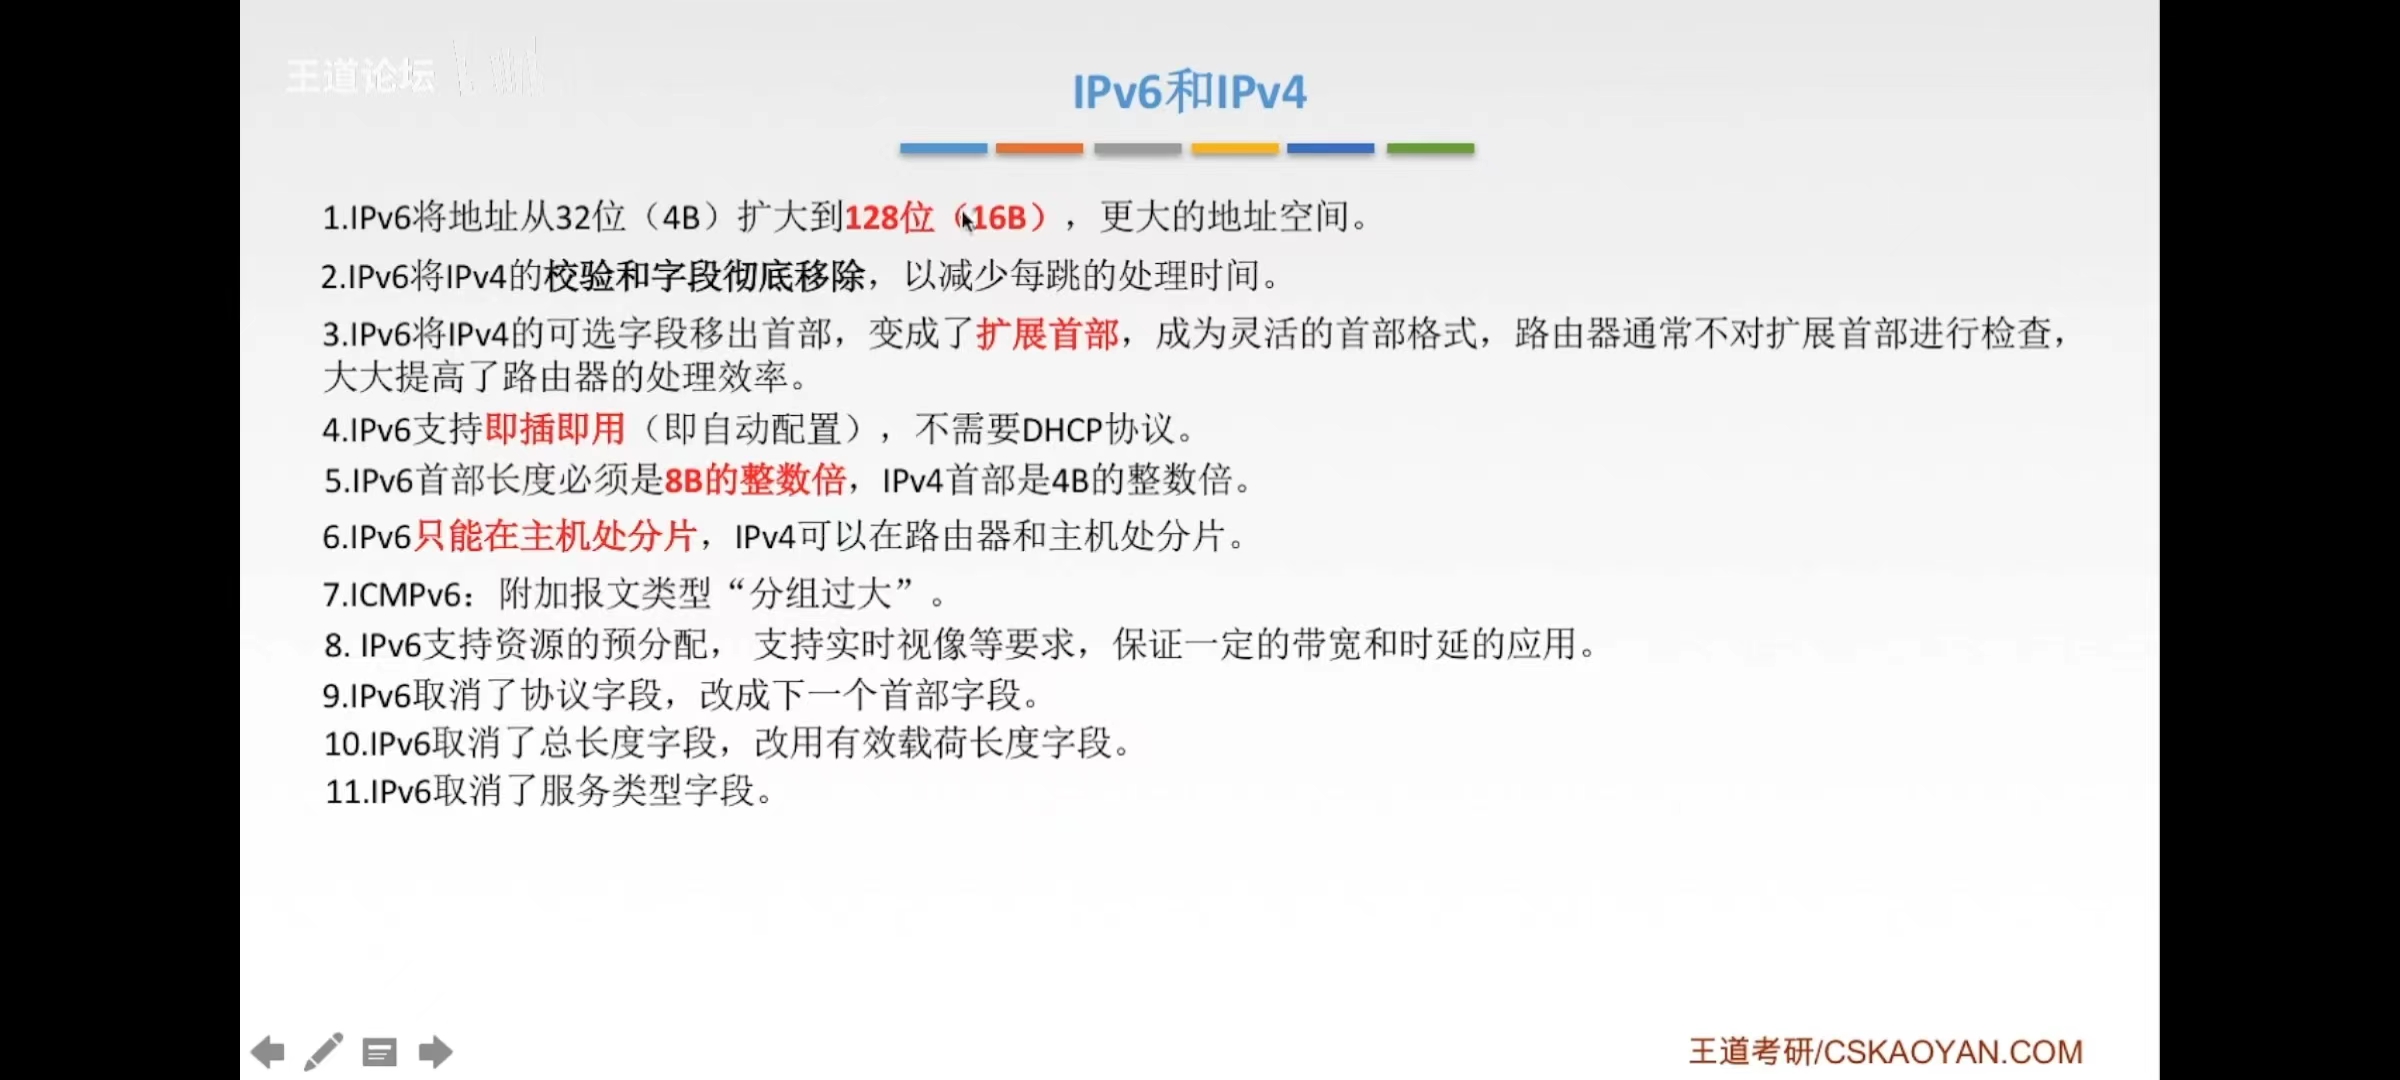 王道论坛
IPv6和IPv4
1.IPv6将地址从32位（4B）扩大到128位（16B），更大的地址空间。
2.IPv6将IPv4的校验和字段彻底移除，以减少每跳的处理时间。
3.IPv6将IPv4的可选字段移出首部，变成了扩展首部，成为灵活的首部格式，路由器通常不对扩展首部进行检查，
大大提高了路由器的处理效率。
4.IPv6支持即插即用（即自动配置），不需要DHCP协议。
5.IPv6首部长度必须是8B的整数倍，IPv4首部是4B的整数倍。
6.IPv6只能在主机处分片，IPv4可以在路由器和主机处分片。
7.ICMPv6：附加报文类型“分组过大”。
8. IPv6支持资源的预分配， 支持实时视像等要求，保证一定的带宽和时延的应用。
9.IPv6取消了协议字段，改成下一个首部字段。
10.IPv6取消了总长度字段，改用有效载荷长度字段。
11.IPv6取消了服务类型字段。
王道考研/CSKAOYAN.COM